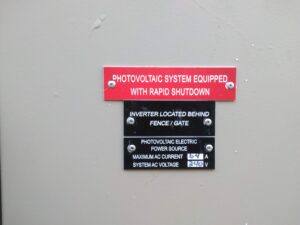 PHOTOVOLTAIC SYSTEM EQUIPPED
WITH RAPID SHUTDOWN
INVERTER LOCATED BEHIND
FENCE / GATE
PHOTOVOLTAIC ELECTRIC
POWER SOURCE
MAXIMUM AC CURRENT A
SYSTEM AC VOLTAGE 240 V